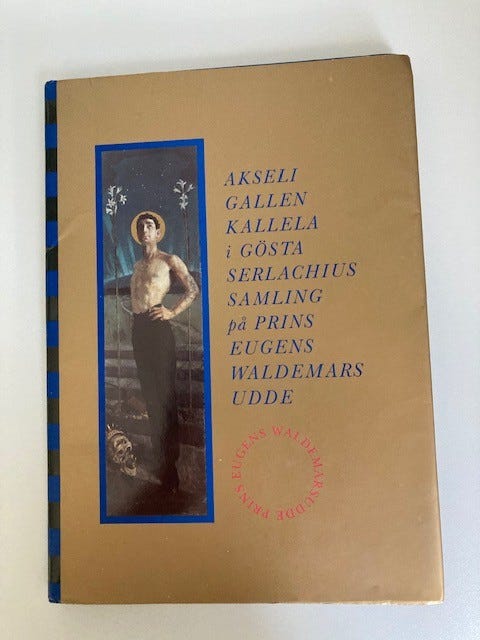 AKSELI
GALLEN
KALLELA
i GÖSTA
SERLACHIUS
SAMLING
på PRINS
EUGENS
WALDEMARS
UDDE
PRINS EUGENS WALDEMARSUDDE